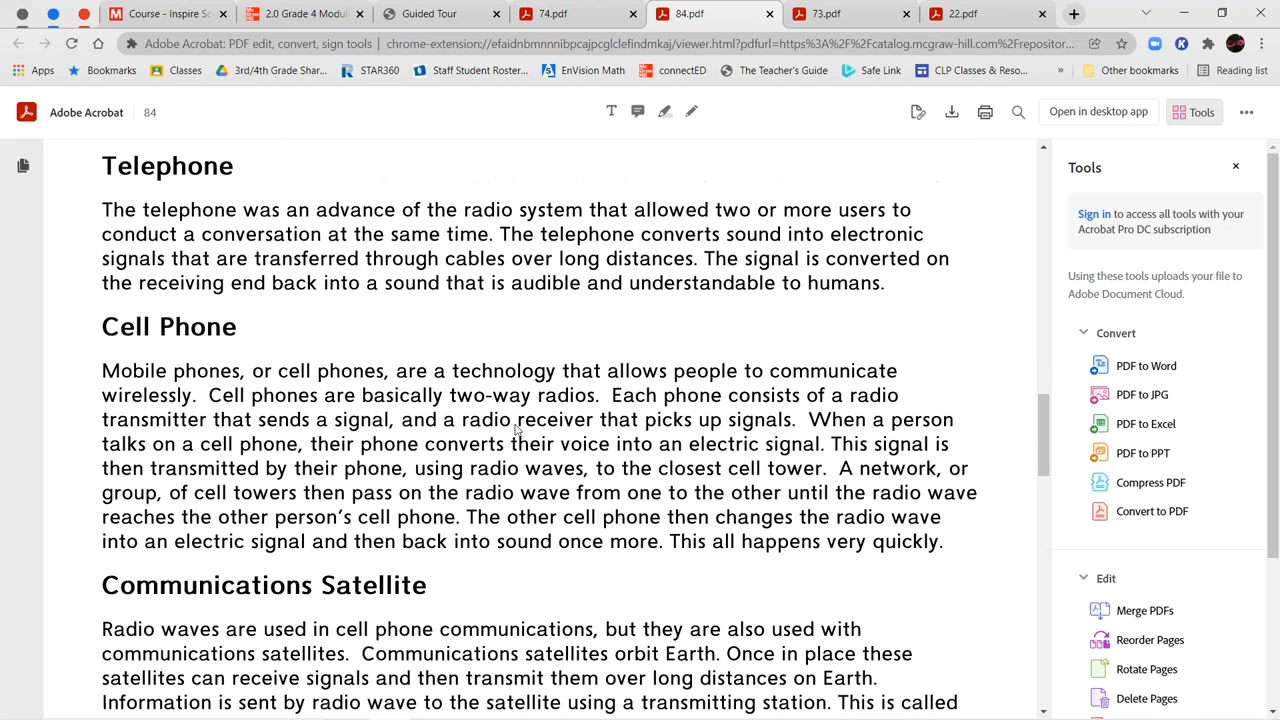 Course - Inspire Sc
2.0 Grade 4 Modul
Guided Tour
74.pdf
84.pdf
73.pdf
22.pdf
Adobe Acrobat: PDF edit, convert, sign tools | chrome-extension://efaidnbmnnnibpcajpcglclefindmkaj/viewer.html?pdfurl=https%3A%2F%2Fcatalog.mcgraw-hill.com%2Frepositor...
Apps
Bookmarks
Classes
3rd/4th Grade Shar...
STAR360
Staff Student Roster...
EnVision Math
connectED
The Teacher's Guide
Safe Link
CLP Classes & Reso...
»
Other bookmarks
Reading list
Adobe Acrobat 84
Open in desktop app
Tools
Telephone
The telephone was an advance of the radio system that allowed two or more users to
conduct a conversation at the same time. The telephone converts sound into electronic
signals that are transferred through cables over long distances. The signal is converted on
the receiving end back into a sound that is audible and understandable to humans.
Cell Phone
Mobile phones, or cell phones, are a technology that allows people to communicate
wirelessly. Cell phones are basically two-way radios. Each phone consists of a radio
transmitter that sends a signal, and a radio receiver that picks up signals. When a person
talks on a cell phone, their phone converts their voice into an electric signal. This signal is
then transmitted by their phone, using radio waves, to the closest cell tower. A network, or
group, of cell towers then pass on the radio wave from one to the other until the radio wave
reaches the other person's cell phone. The other cell phone then changes the radio wave
into an electric signal and then back into sound once more. This all happens very quickly.
Communications Satellite
Radio waves are used in cell phone communications, but they are also used with
communications satellites. Communications satellites orbit Earth. Once in place these
satellites can receive signals and then transmit them over long distances on Earth.
Information is sent by radio wave to the satellite using a transmitting station. This is called
Tools
Sign in to access all tools with your
Acrobat Pro DC subscription
Using these tools uploads your file to
Adobe Document Cloud.
Convert
PDF to Word
PDF to JPG
PDF to Excel
PDF to PPT
Compress PDF
Convert to PDF
Edit
Merge PDFs
Reorder Pages
Rotate Pages
Delete Pages